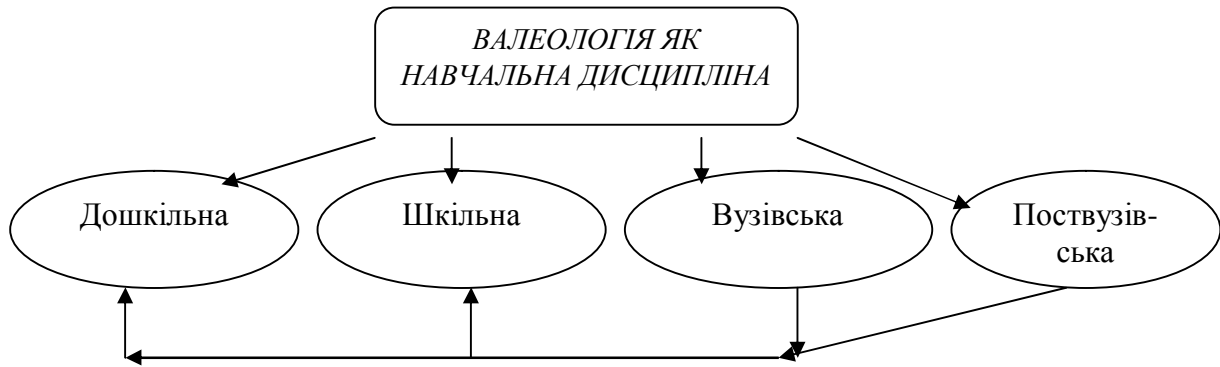 ВАЛЕОЛОГІЯ ЯК
НАВЧАЛЬНА ДИСЦИПЛІНА
Дошкільна
Шкільна
Вузівська
Поствузів-
ська